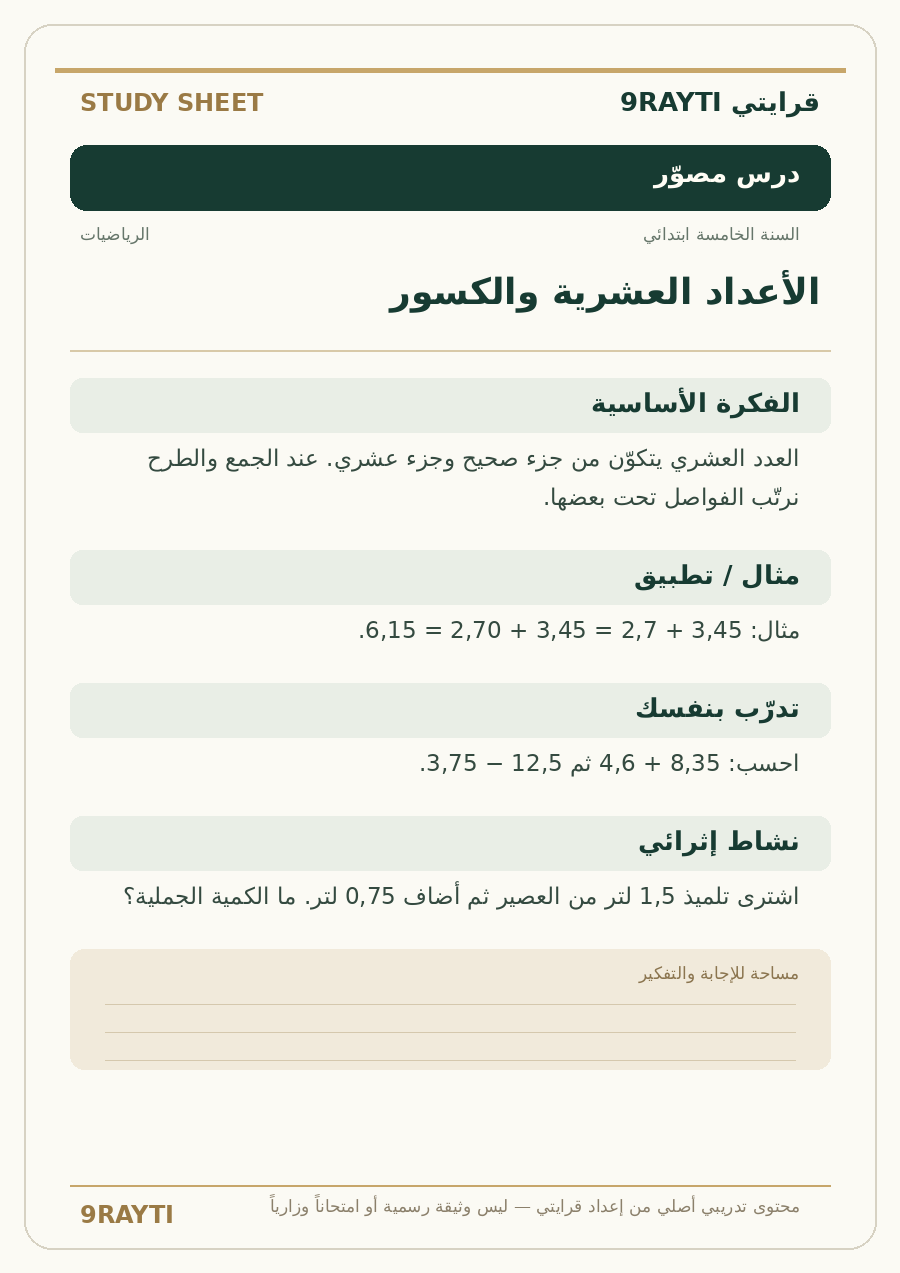 قرايتي 9RAYTI
STUDY SHEET
درس مصوّر
السنة الخامسة ابتدائي
الرياضيات
الأعداد العشرية والكسور
الفكرة الأساسية
العدد العشري يتكوّن من جزء صحيح وجزء عشري. عند الجمع والطرح
نرتّب الفواصل تحت بعضها.
مثال / تطبيق
مثال: 3,45 + 2,7 = 3,45 + 2,70 = 6,15.
تدرّب بنفسك
احسب: 8,35 + 4,6 ثم 12,5 − 3,75.
نشاط إثرائي
اشترى تلميذ 1,5 لتر من العصير ثم أضاف 0,75 لتر. ما الكمية الجملية؟
مساحة للإجابة والتفكير
محتوى تدريبي أصلي من إعداد قرايتي — ليس وثيقة رسمية أو امتحاناً وزارياً
9RAYTI